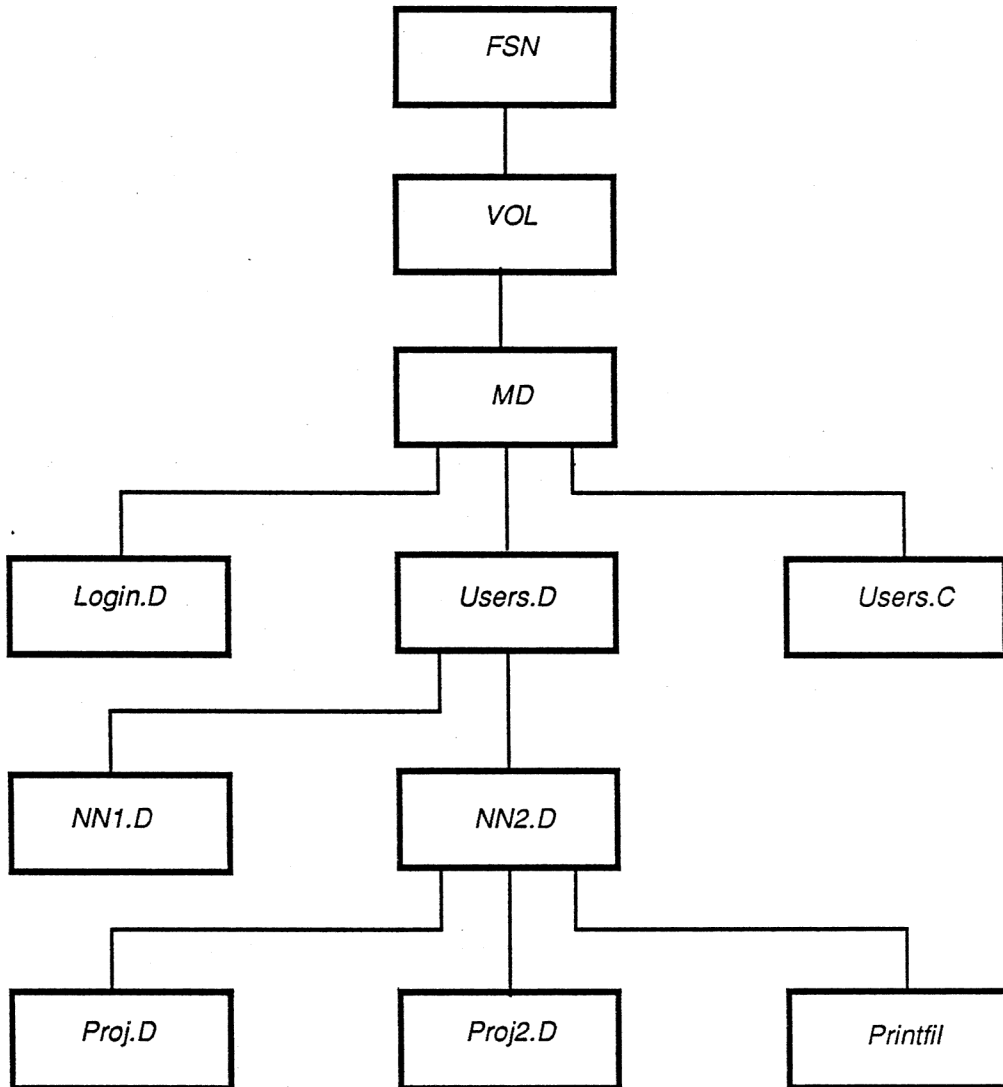 FSN
VOL
MD
Login.D
Users.D
Users.C
NN1.D
NN2.D
Proj.D
Proj2.D
Printfil